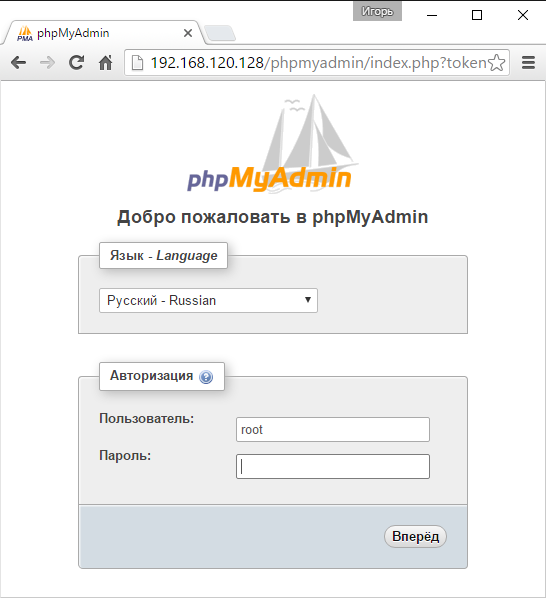 Игорь
phpMyAdmin
192.168.120.128/phpmyadmin/index.php?token
phpMyAdmin
Добро пожаловать в phpMyAdmin
Язык - Language
Русский - Russian
Авторизация
Пользователь:
root
Пароль:
Вперёд